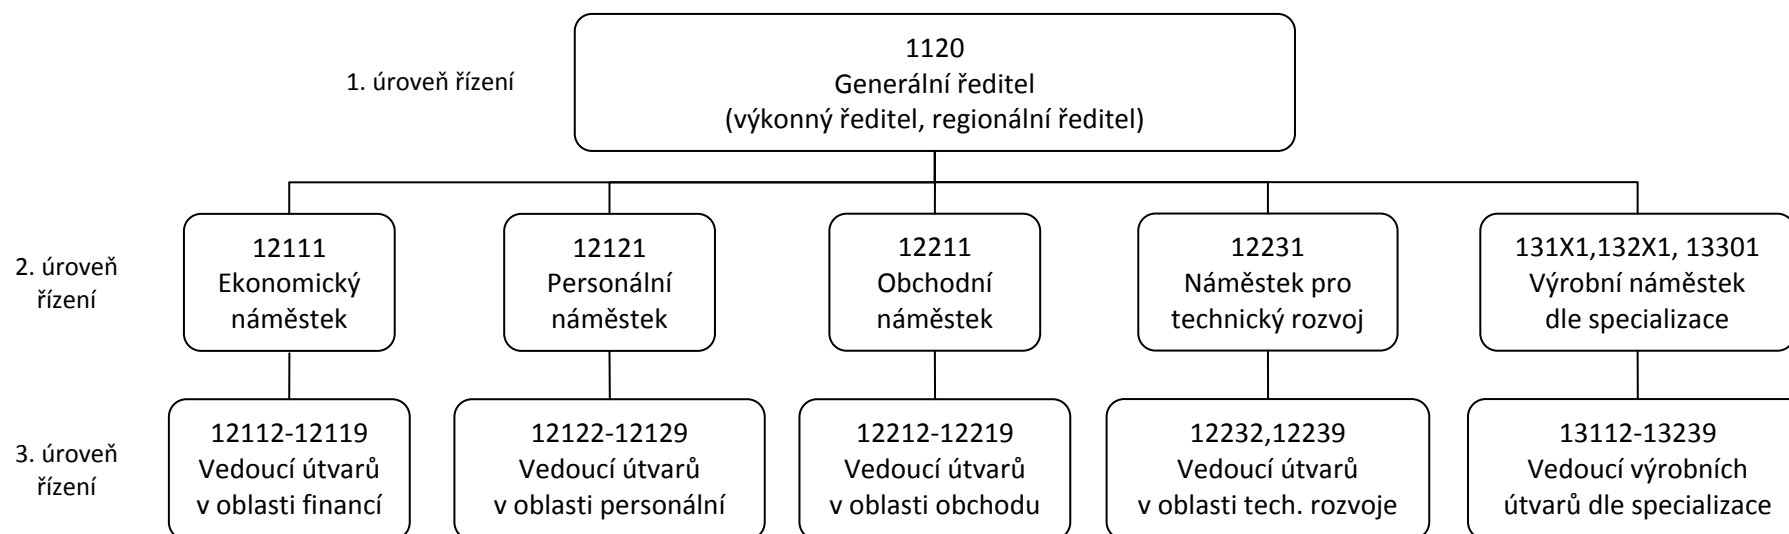 1. úroveň řízení
1120
Generální ředitel
(výkonný ředitel, regionální ředitel)
2. úroveň
řízení
12111
Ekonomický
náměstek
12121
Personální
náměstek
12211
Obchodní
náměstek
12231
Náměstek pro
technický rozvoj
131X1,132X1, 13301
Výrobní náměstek
dle specializace
3. úroveň
řízení
12112-12119
Vedoucí útvarů
v oblasti financí
12122-12129
Vedoucí útvarů
v oblasti personální
12212-12219
Vedoucí útvarů
v oblasti obchodu
12232,12239
Vedoucí útvarů
v oblasti tech. rozvoje
13112-13239
Vedoucí výrobních
útvarů dle specializace